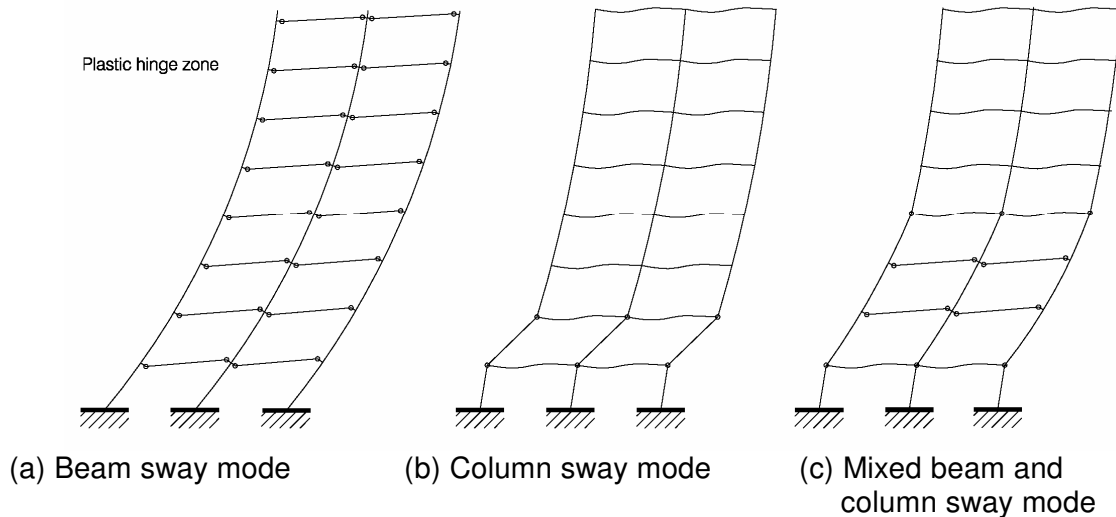 Plastic hinge zone
(a) Beam sway mode
(b) Column sway mode
(c) Mixed beam and
column sway mode